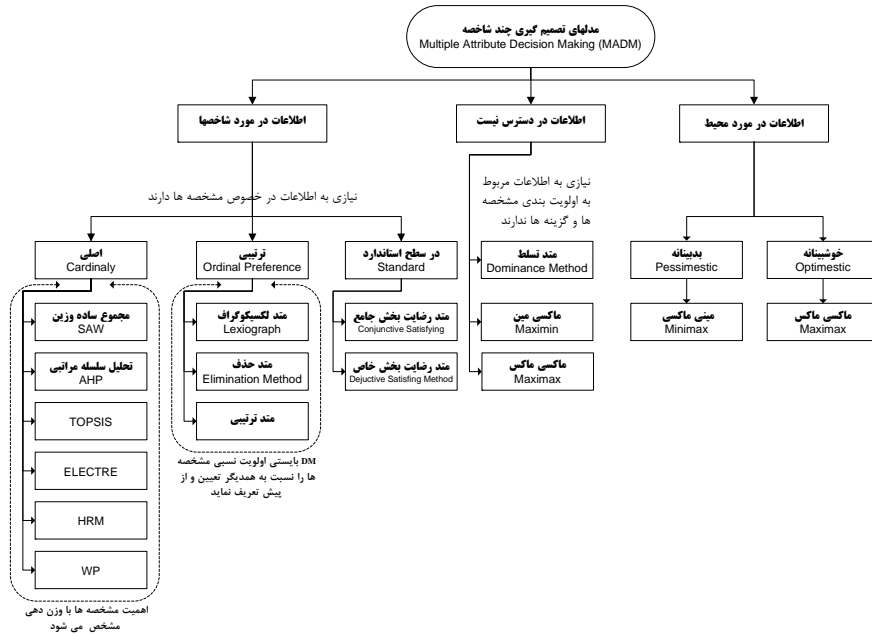 مدلهای تصمیم گیری چند شاخصه
Multiple Attribute Decision Making (MADM)
اطلاعات در مورد محیط
اطلاعات در دسترس نیست
اطلاعات در مورد شاخصها
نیازی به اطلاعات مربوط
به اولویت بندی مشخصه
ها و گزینه ها ندارند
نیازی به اطلاعات در خصوص مشخصه ها دارند
خوشبینانه
Optimestic
بدبینانه
Pessimestic
متد تسلط
Dominance Method
در سطح استاندارد
Standard
ترتیبی
Ordinal Preference
اصلی
Cardinaly
ماکسی ماکس
Maximax
مینی ماکسی
Minimax
ماکسی مین
Maximin
متد رضایت بخش جامع
Conjunctive Satisfying
متد لکسیکوگراف
Lexiograph
مجموع ساده وزین
SAW
ماکسی ماکس
Maximax
متد رضایت بخش خاص
Dejuctive Satisfing Method
متد حذف
Elimination Method
تحلیل سلسله مراتبی
AHP
متد ترتیبی
TOPSIS
DM بایستی اولویت نسبی مشخصه
ها را نسبت به همدیگر تعیین و از
پیش تعریف نماید
ELECTRE
HRM
WP
اهمیت مشخصه ها با وزن دهی
مشخص می شود